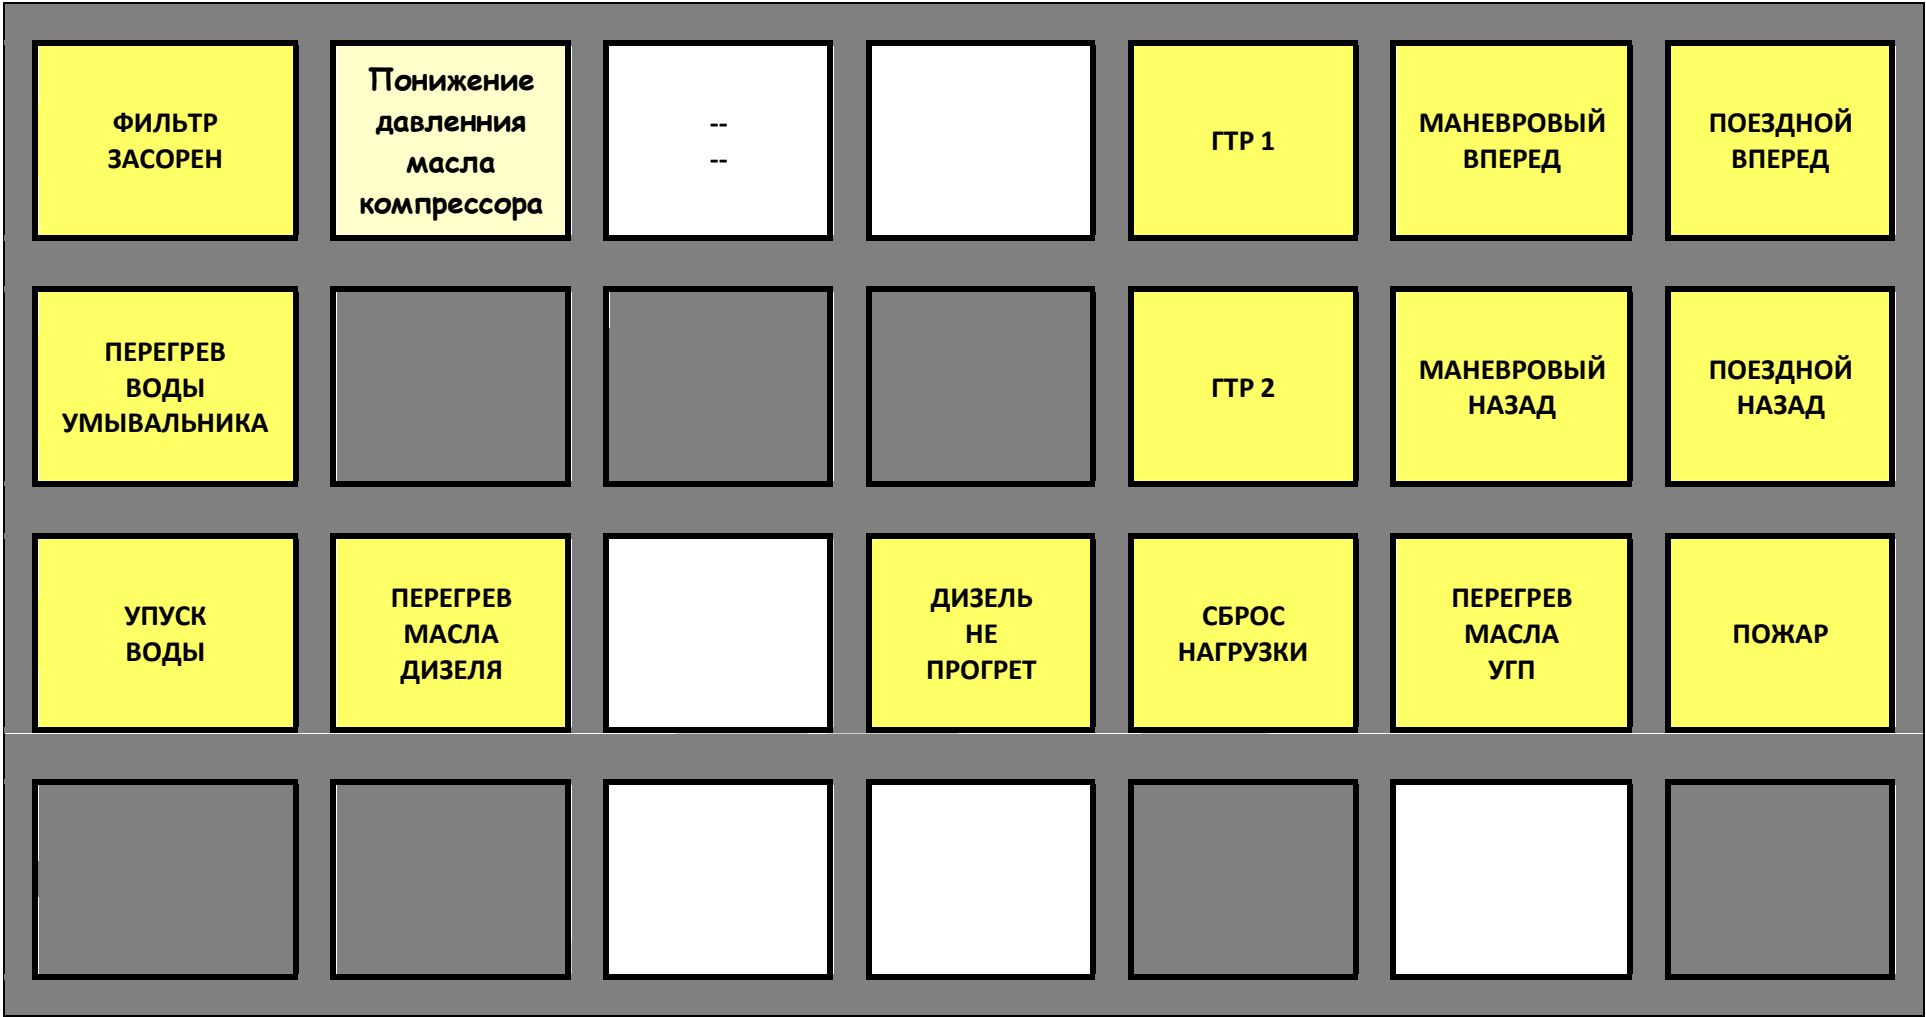 ФИЛЬТР
ЗАСОРЕН
Понижение
давленния
масла
компрессора
--
--
ГТР 1
МАНЕВРОВЫЙ
ВПЕРЕД
ПОЕЗДНОЙ
ВПЕРЕД
ПЕРЕГРЕВ
ВОДЫ
УМЫВАЛЬНИКА
ГТР 2
МАНЕВРОВЫЙ
НАЗАД
ПОЕЗДНОЙ
НАЗАД
УПУСК
ВОДЫ
ПЕРЕГРЕВ
МАСЛА
ДИЗЕЛЯ
ДИЗЕЛЬ
НЕ
ПРОГРЕТ
СБРОС
НАГРУЗКИ
ПЕРЕГРЕВ
МАСЛА
УГП
ПОЖАР